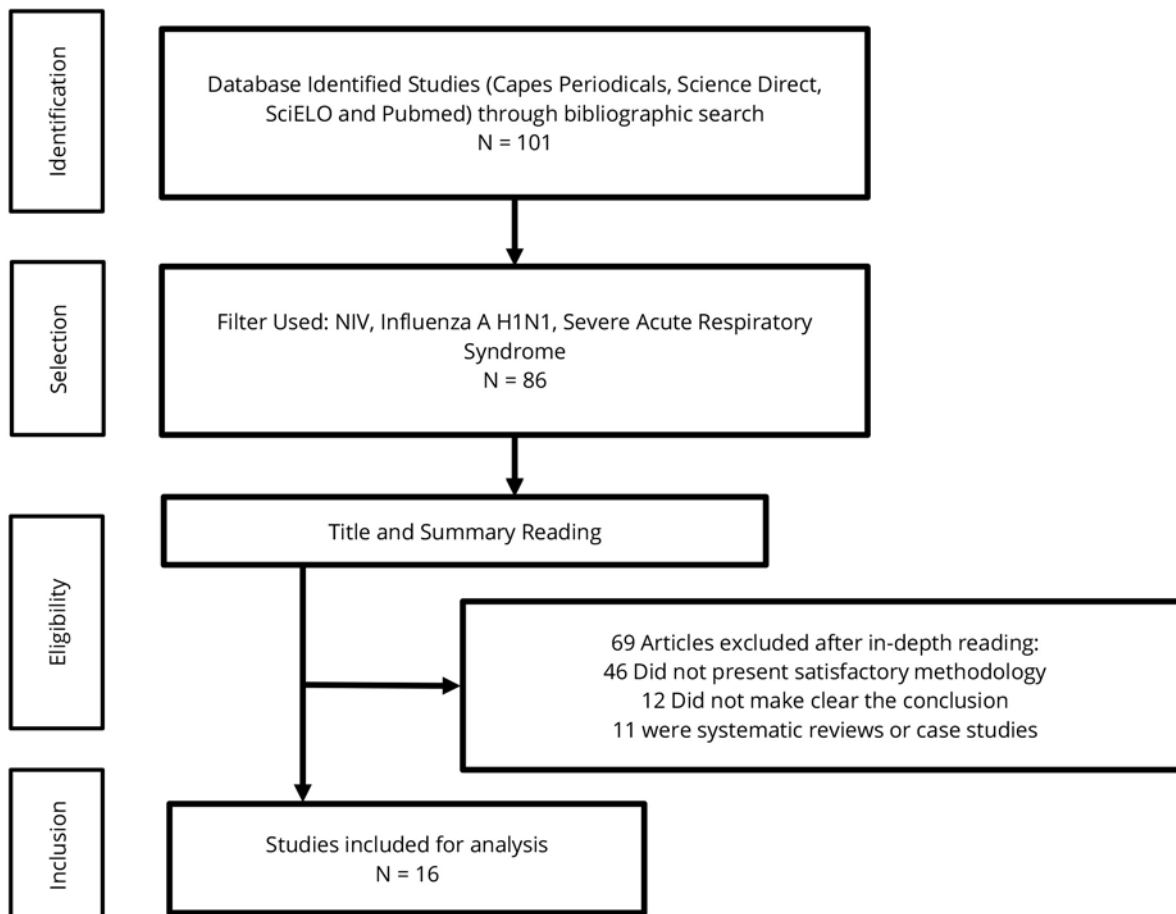 Identification
Database Identified Studies (Capes Periodicals, Science Direct,
SciELO and Pubmed) through bibliographic search
N = 101
Selection
Filter Used: NIV, Influenza A H1N1, Severe Acute Respiratory
Syndrome
N = 86
Eligibility
Title and Summary Reading
69 Articles excluded after in-depth reading:
46 Did not present satisfactory methodology
12 Did not make clear the conclusion
11 were systematic reviews or case studies
Inclusion
Studies included for analysis
N = 16